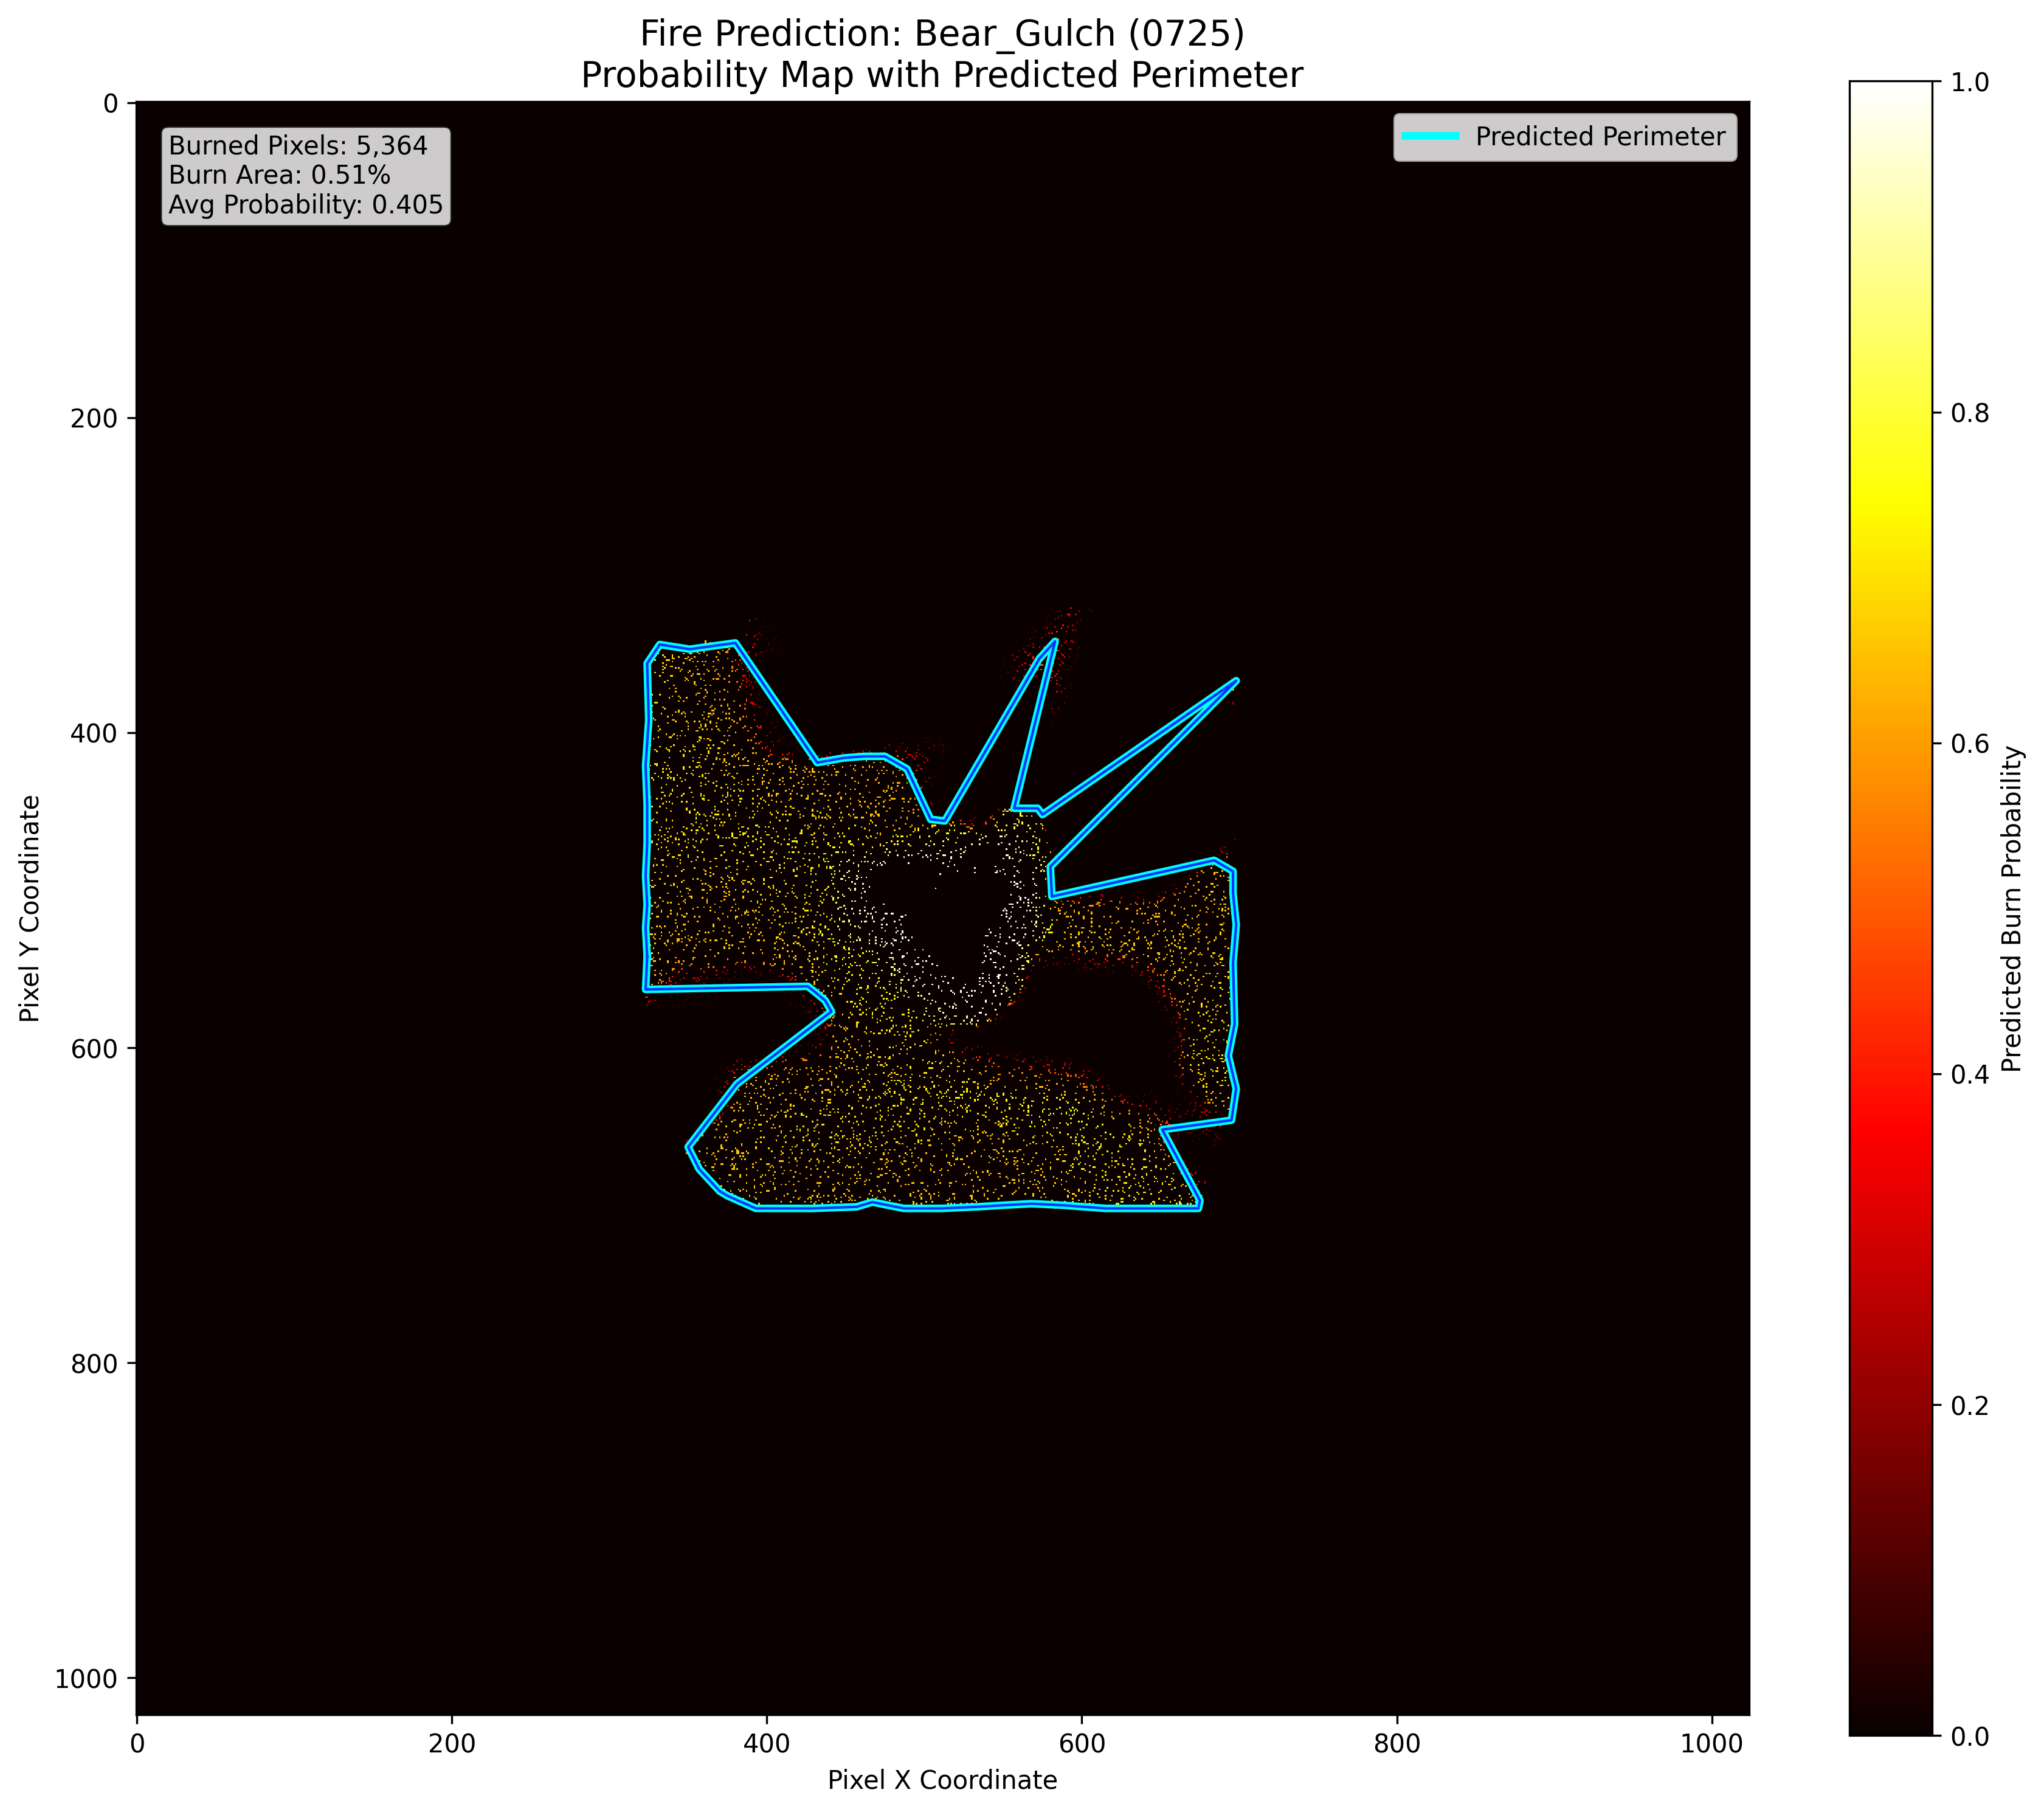 Fire Prediction: Bear_Gulch (0725)
Probability Map with Predicted Perimeter
Burned Pixels: 5,364
Burn Area: 0.51%
Avg Probability: 0.405
Predicted Perimeter
0
200
400
600
800
1000
Pixel Y Coordinate
0
200
400
600
800
1000
Pixel X Coordinate
1.0
0.8
0.6
0.4
0.2
0.0
Predicted Burn Probability